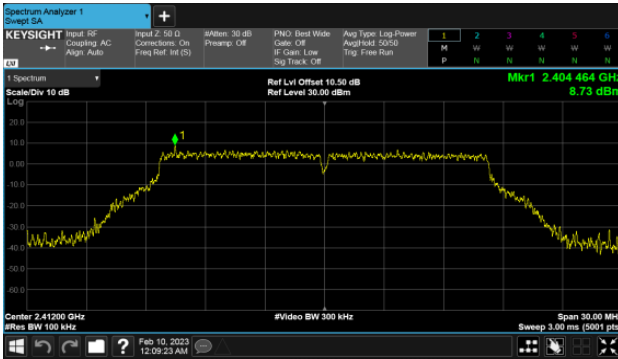 Spectrum Analyzer 1
Swept SA
KEYSIGHT
Input: RF
Coupling: AC
Align: Auto
Input Z: 50 Ω
Corrections: On
Freq Ref: Int (S)
#Atten: 30 dB
Preamp: Off
PNO: Best Wide
Gate: Off
IF Gain: Low
Sig Track: Off
Avg Type: Log-Power
Avg|Hold: 50/50
Trig: Free Run
1 2 3 4 5 6
M W W W W W
P N N N N N
LXI
1 Spectrum
Scale/Div 10 dB
Ref Lvl Offset 10.50 dB
Ref Level 30.00 dBm
Mkr1 2.404 464 GHz
8.73 dBm
Log
20.0
10.0
0.00
-10.0
-20.0
-30.0
-40.0
-50.0
-60.0
1
Center 2.41200 GHz
#Res BW 100 kHz
#Video BW 300 kHz
Span 30.00 MH
Sweep 3.00 ms (5001 pts
Feb 10, 2023
12:09:23 AM